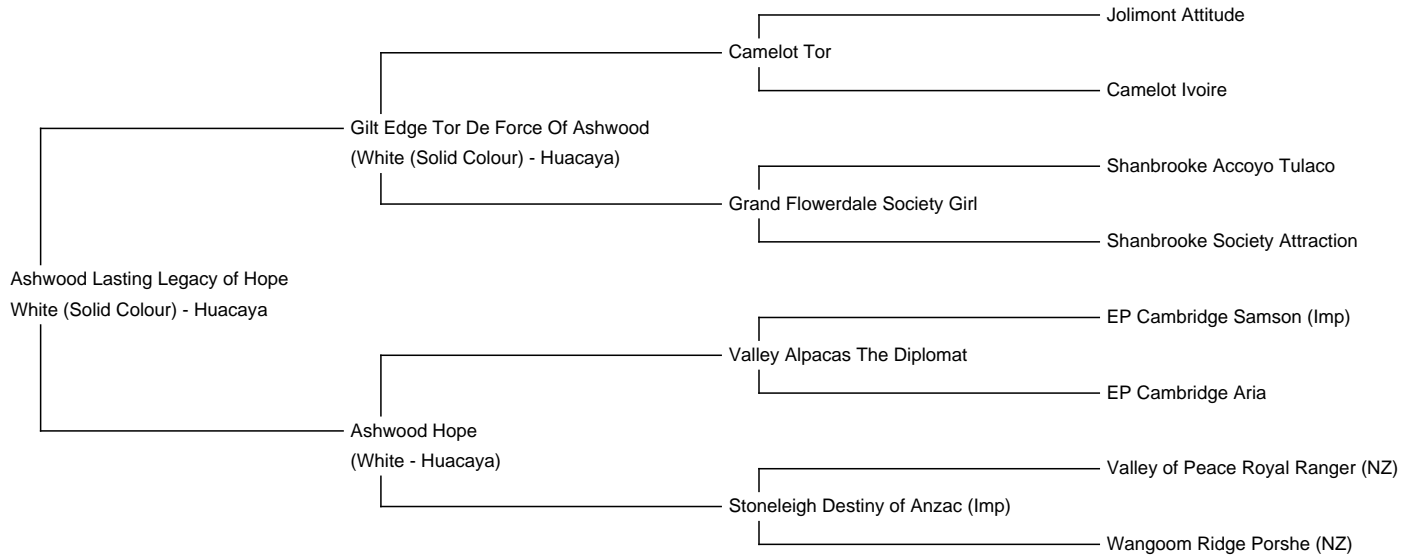 Jolimont Attitude
Camelot Tor
Camelot Ivoire
Gilt Edge Tor De Force Of Ashwood
(White (Solid Colour) - Huacaya)
Shanbrooke Accoyo Tulaco
Grand Flowerdale Society Girl
Shanbrooke Society Attraction
Ashwood Lasting Legacy of Hope
White (Solid Colour) - Huacaya
EP Cambridge Samson (Imp)
Valley Alpacas The Diplomat
EP Cambridge Aria
Ashwood Hope
(White - Huacaya)
Valley of Peace Royal Ranger (NZ)
Stoneleigh Destiny of Anzac (Imp)
Wangoom Ridge Porshe (NZ)